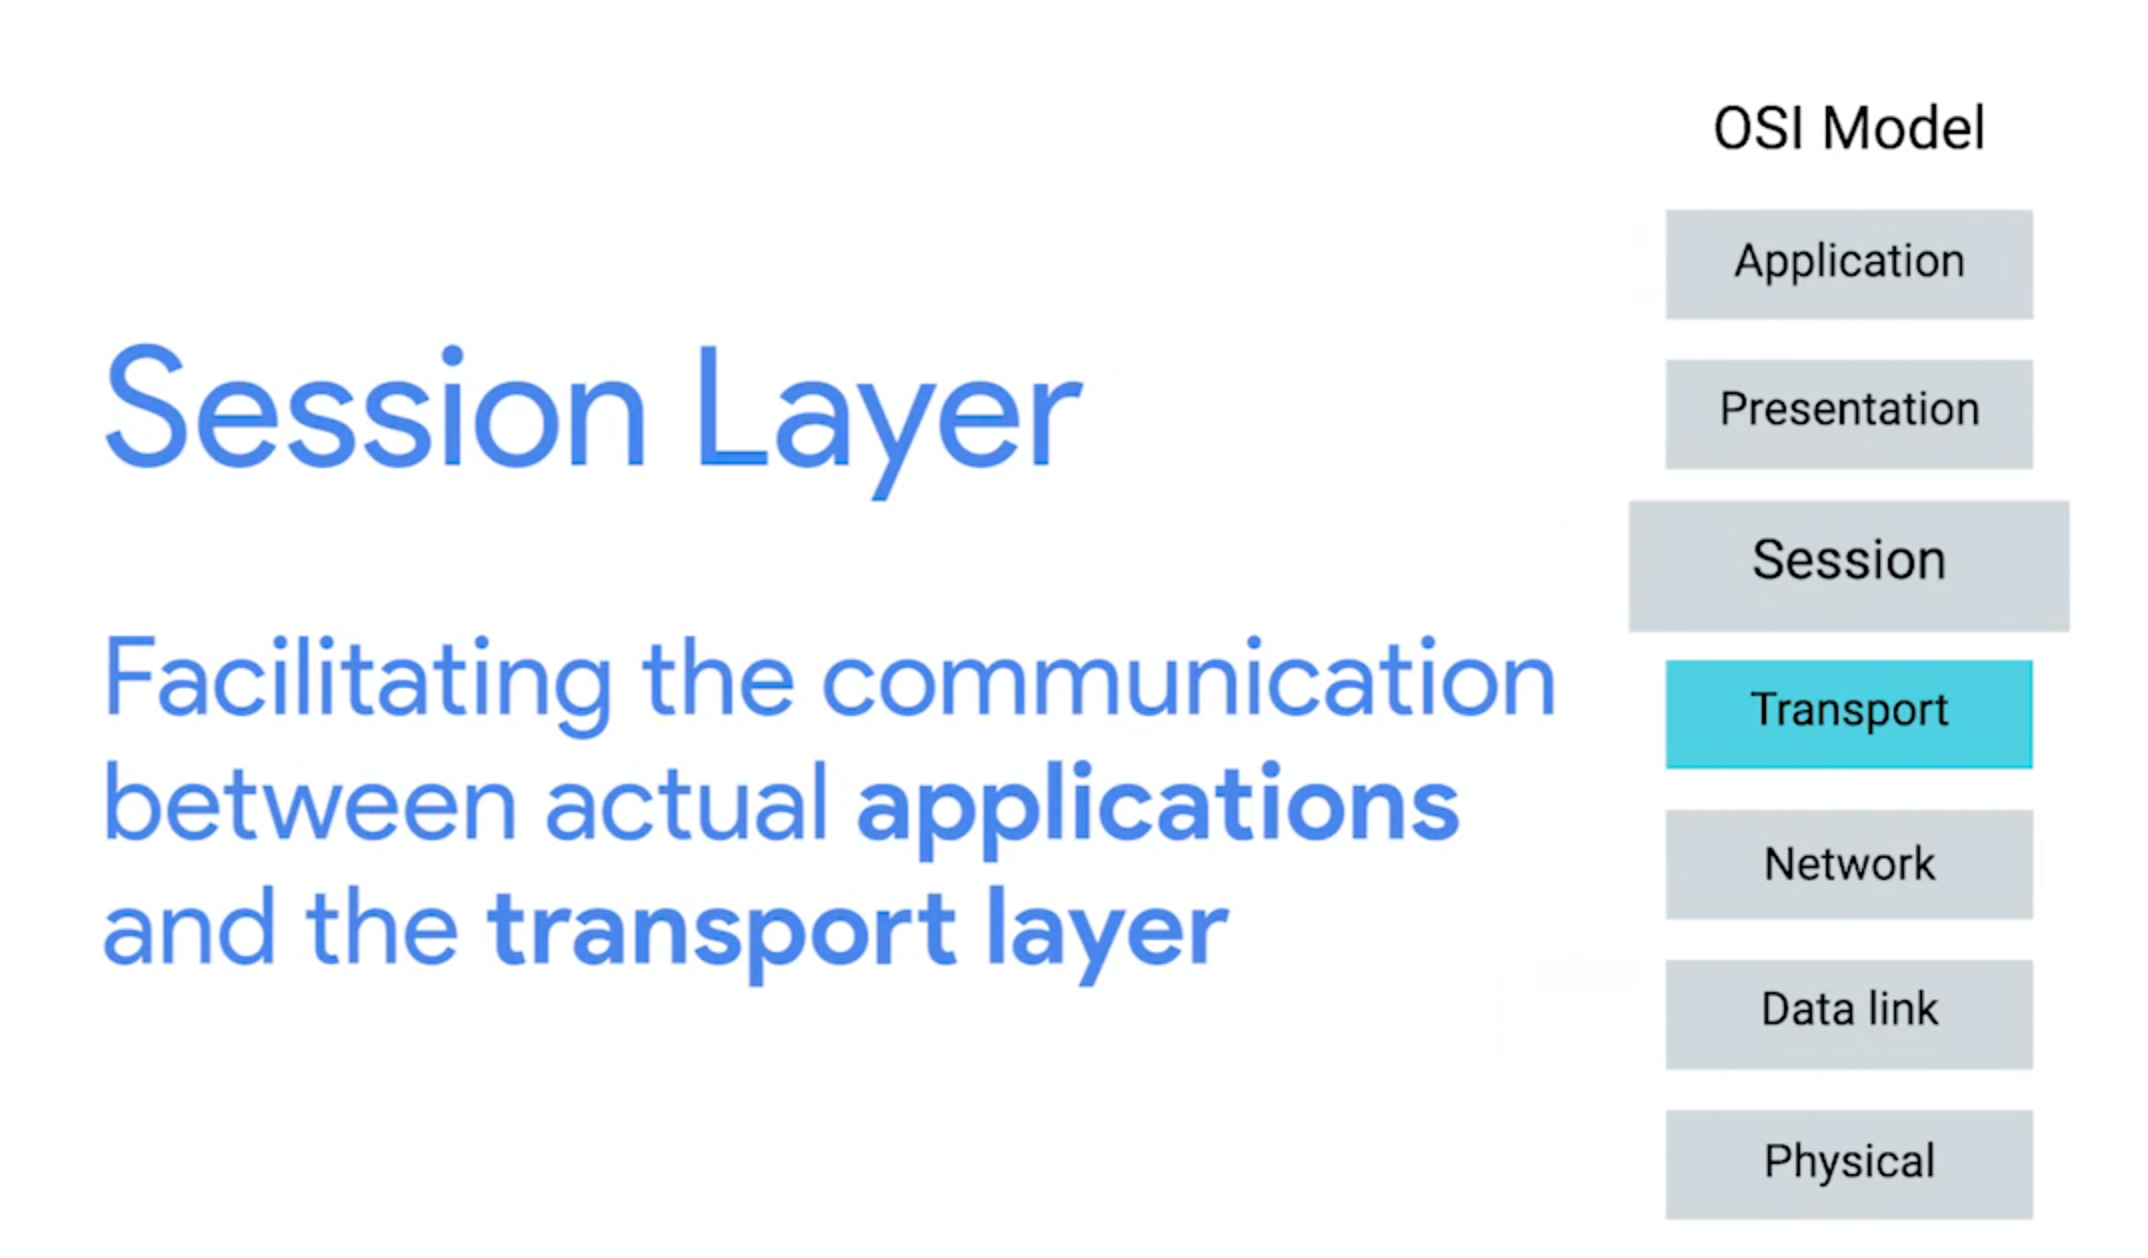 Session Layer
Facilitating the communication
between actual applications
and the transport layer
OSI Model
Application
Presentation
Session
Transport
Network
Data link
Physical